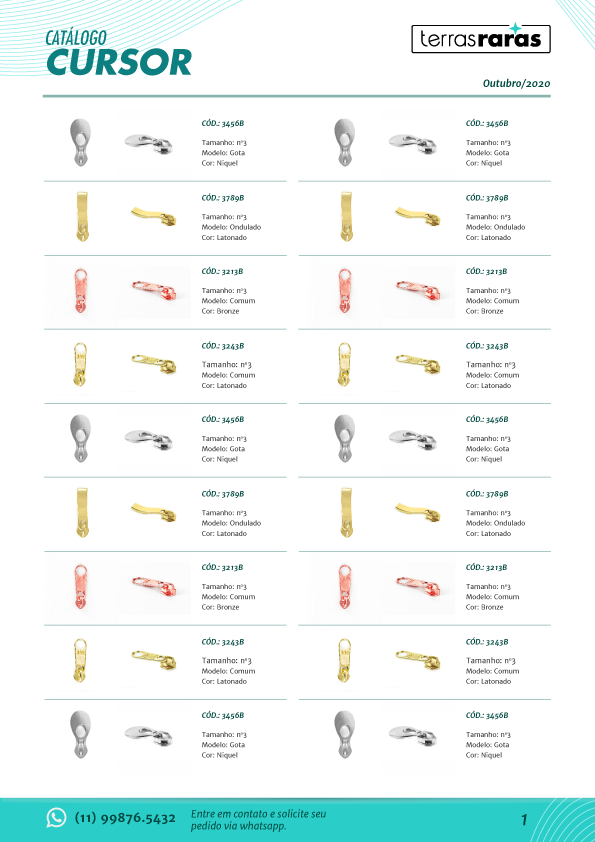 CATÁLOGO
CURSOR
terrasraras
Outubro/2020
CÓD.: 3456B
Tamanho: nº3
Modelo: Gota
Cor: Níquel
CÓD.: 3456B
Tamanho: nº3
Modelo: Gota
Cor: Níquel
CÓD.: 3789B
Tamanho: nº3
Modelo: Ondulado
Cor: Latonado
CÓD.: 3789B
Tamanho: nº3
Modelo: Ondulado
Cor: Latonado
CÓD.: 3213B
Tamanho: nº3
Modelo: Comum
Cor: Bronze
CÓD.: 3213B
Tamanho: nº3
Modelo: Comum
Cor: Bronze
CÓD.: 3243B
Tamanho: nº3
Modelo: Comum
Cor: Latonado
CÓD.: 3243B
Tamanho: nº3
Modelo: Comum
Cor: Latonado
CÓD.: 3456B
Tamanho: nº3
Modelo: Gota
Cor: Níquel
CÓD.: 3456B
Tamanho: nº3
Modelo: Gota
Cor: Níquel
CÓD.: 3789B
Tamanho: nº3
Modelo: Ondulado
Cor: Latonado
CÓD.: 3789B
Tamanho: nº3
Modelo: Ondulado
Cor: Latonado
CÓD.: 3213B
Tamanho: nº3
Modelo: Comum
Cor: Bronze
CÓD.: 3213B
Tamanho: nº3
Modelo: Comum
Cor: Bronze
CÓD.: 3243B
Tamanho: nº3
Modelo: Comum
Cor: Latonado
CÓD.: 3243B
Tamanho: nº3
Modelo: Comum
Cor: Latonado
CÓD.: 3456B
Tamanho: nº3
Modelo: Gota
Cor: Níquel
CÓD.: 3456B
Tamanho: nº3
Modelo: Gota
Cor: Níquel
(11) 99876.5432
Entre em contato e solicite seu
pedido via whatsapp.
1